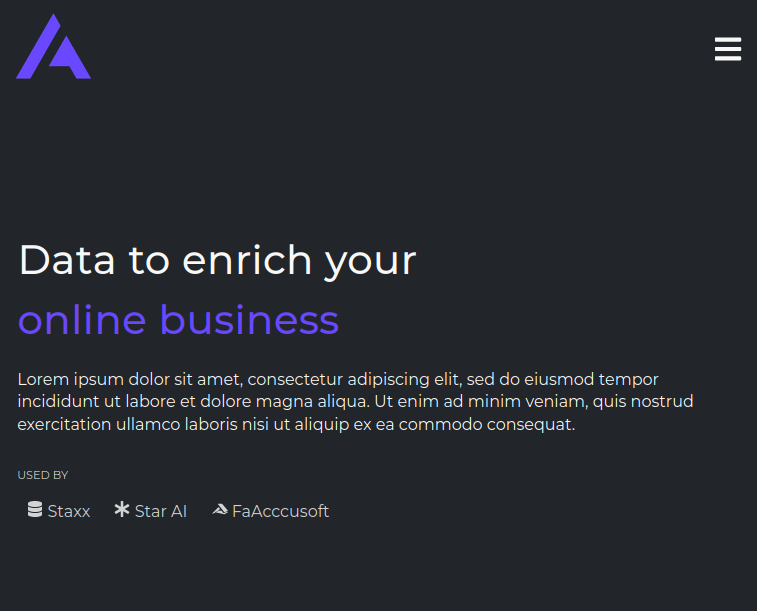 Data to enrich your
online business
Lorem ipsum dolor sit amet, consectetur adipiscing elit, sed do eiusmod tempor
incididunt ut labore et dolore magna aliqua. Ut enim ad minim veniam, quis nostrud
exercitation ullamco laboris nisi ut aliquip ex ea commodo consequat.
USED BY
Staxx Star AI FaAcccusoft